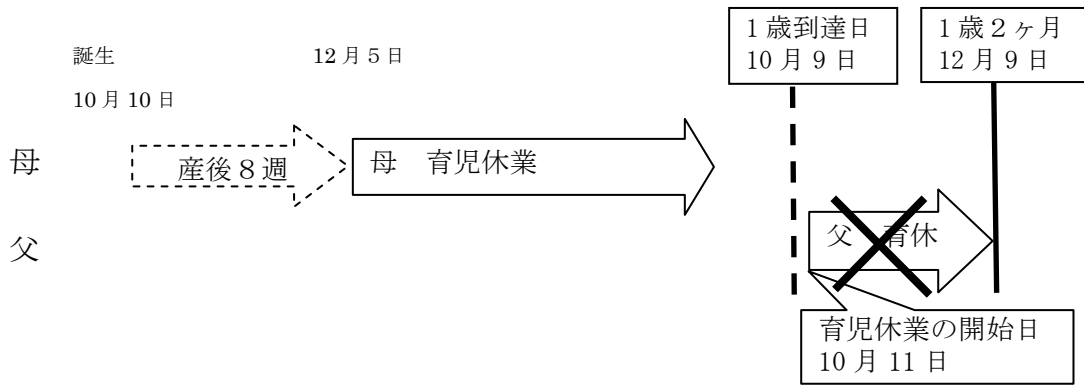 誕生
10月10日
12月5日
1歳到達日
10月9日
1歳2ヶ月
12月9日
母
産後8週
母 育児休業
父
父 育休
育児休業の開始日
10月11日